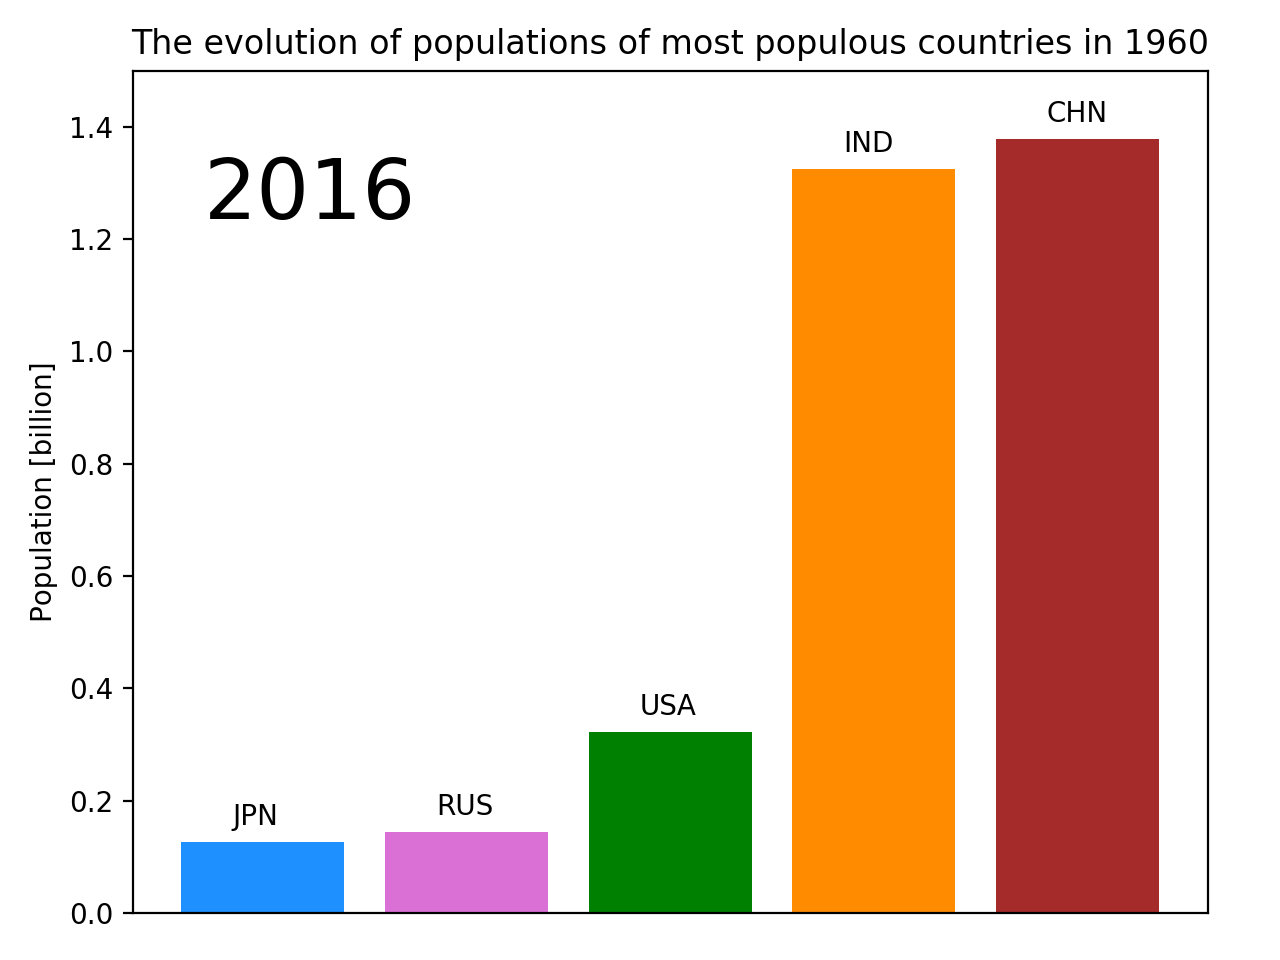 The evolution of populations of most populous countries in 1960
2016
Population [billion]
1.4
1.2
1.0
0.8
0.6
0.4
0.2
0.0
JPN
RUS
USA
IND
CHN